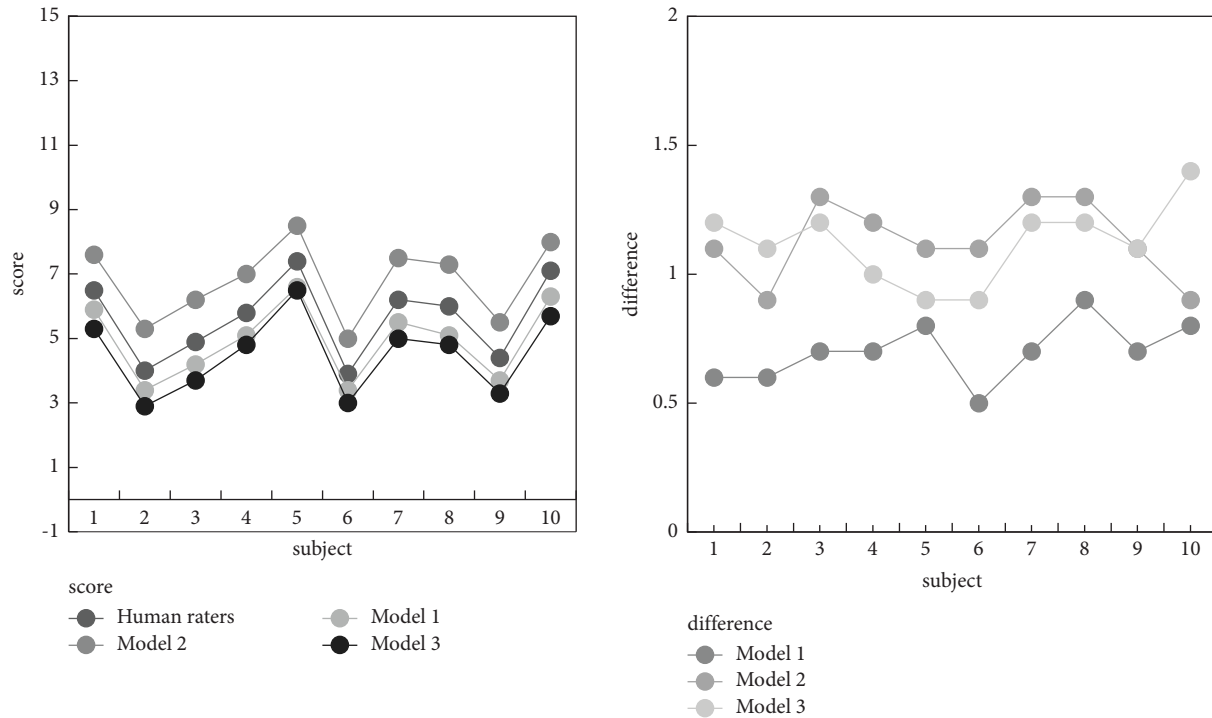 15
13
11
9
7
5
3
1
-1
score
1 2 3 4 5 6 7 8 9 10
subject
score
Human raters Model 1
Model 2 Model 3
2
1.5
1
0.5
0
difference
1 2 3 4 5 6 7 8 9 10
subject
difference
Model 1
Model 2
Model 3